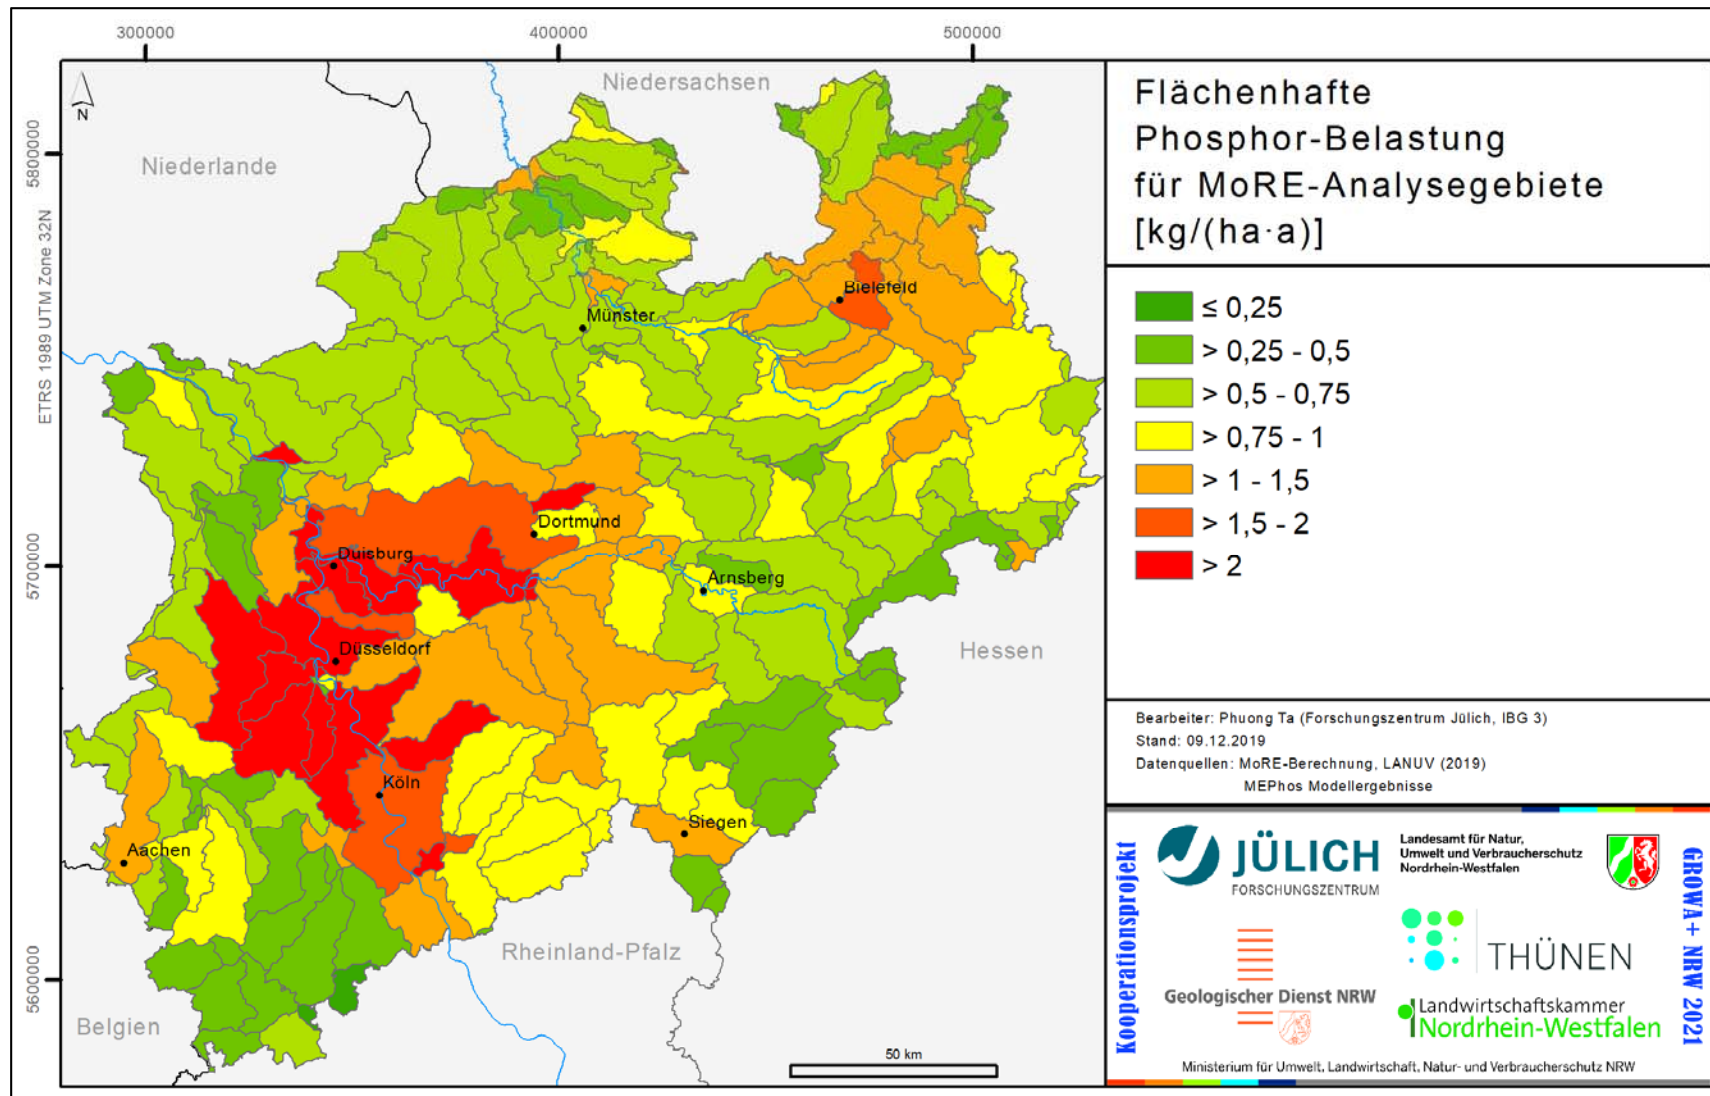 300000
400000
500000
5800000
5700000
5600000
ETRS 1989 UTM Zone 32N
N
Niedersachsen
Niederlande
Bielefeld
Münster
Dortmund
Duisburg
Arnsberg
Düsseldorf
Hessen
Köln
Siegen
Aachen
Rheinland-Pfalz
Belgien
50 km
Flächenhafte
Phosphor-Belastung
für MoRE-Analysegebiete
[kg/(ha·a)]
≤ 0,25
> 0,25 - 0,5
> 0,5 - 0,75
> 0,75 - 1
> 1 - 1,5
> 1,5 - 2
> 2
Bearbeiter: Phuong Ta (Forschungszentrum Jülich, IBG 3)
Stand: 09.12.2019
Datenquellen: MoRE-Berechnung, LANUV (2019)
MEPhos Modellergebnisse
Kooperationsprojekt
JÜLICH
FORSCHUNGSZENTRUM
Landesamt für Natur,
Umwelt und Verbraucherschutz
Nordrhein-Westfalen
GROWA+ NRW 2021
THÜNEN
Geologischer Dienst NRW
Landwirtschaftskammer
Nordrhein-Westfalen
Ministerium für Umwelt, Landwirtschaft, Natur- und Verbraucherschutz NRW